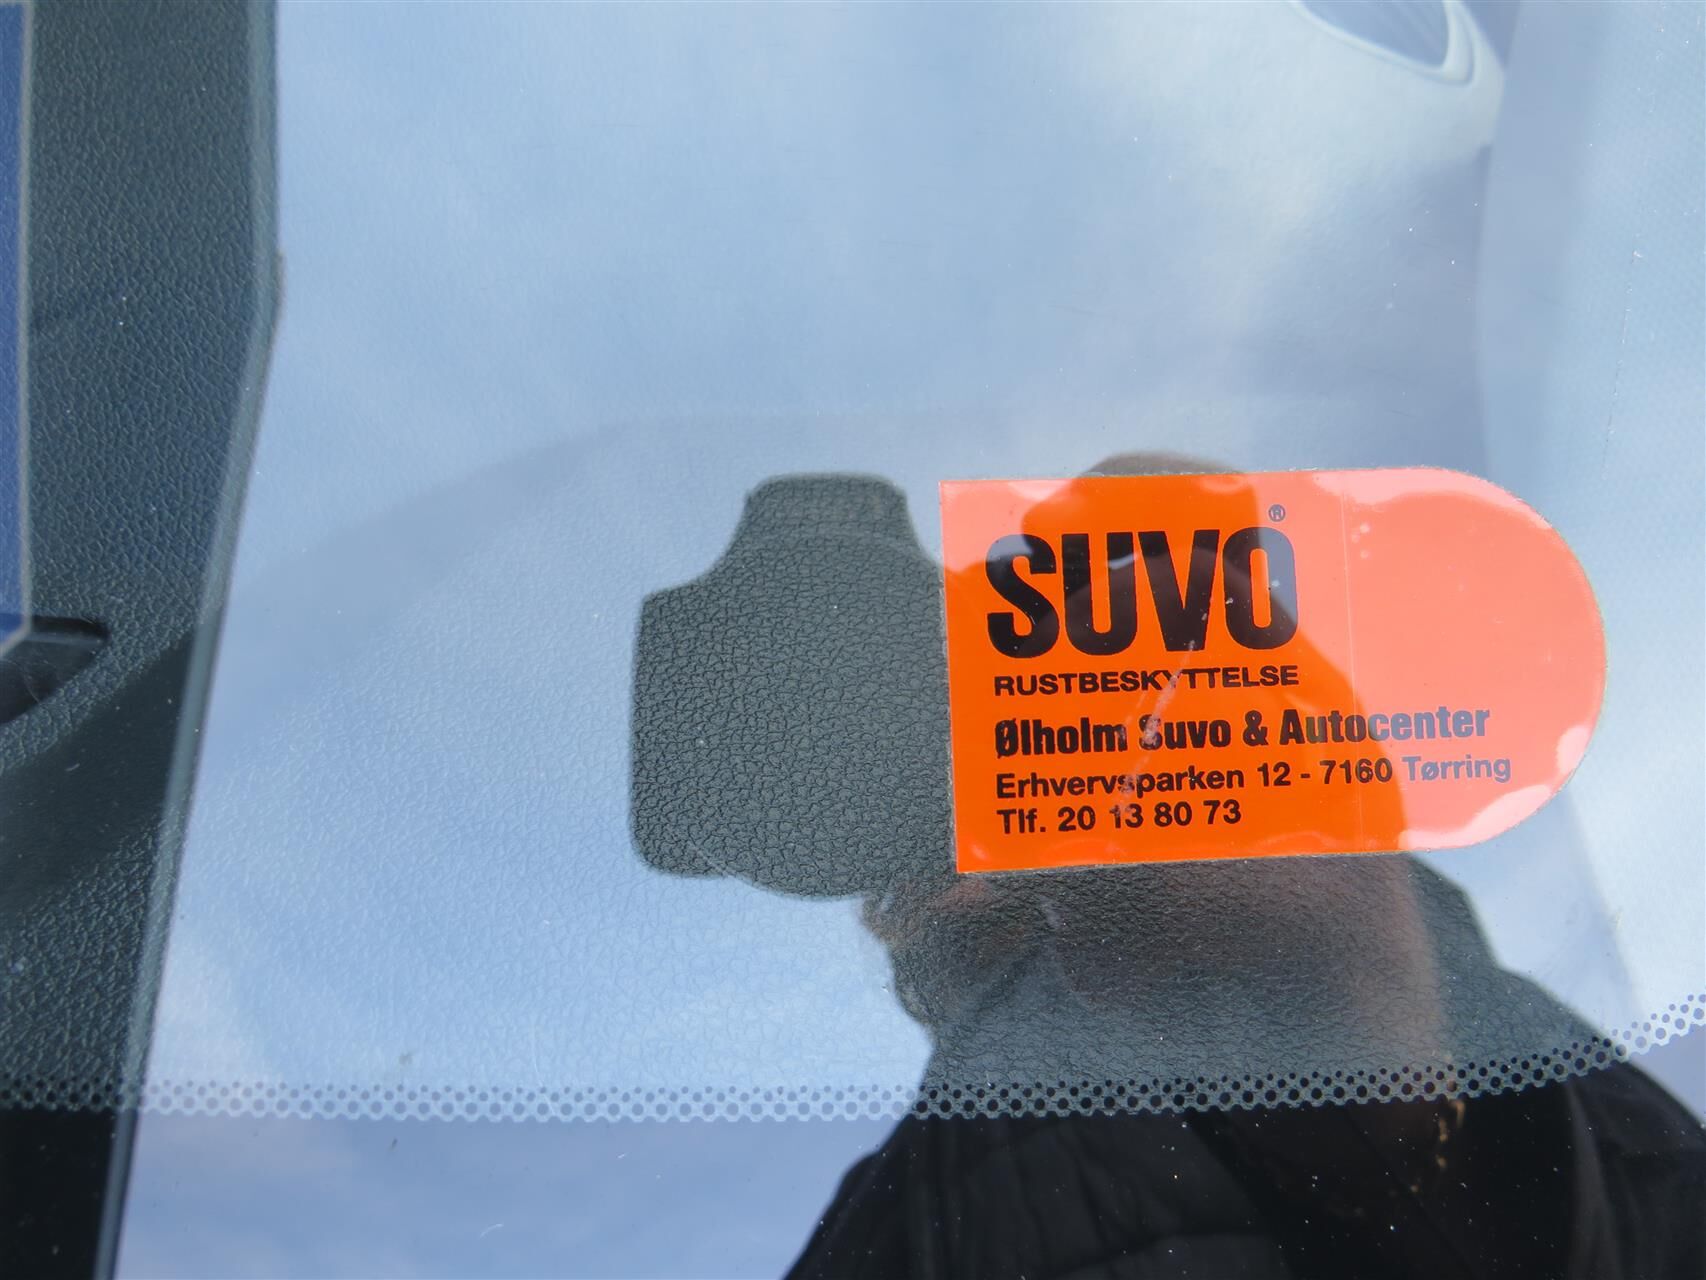 SUVO®
RUSTBESKYTTELSE
Ølholm Suvo & Autocenter
Erhvervsparken 12 - 7160 Tørring
Tlf. 20 13 80 73